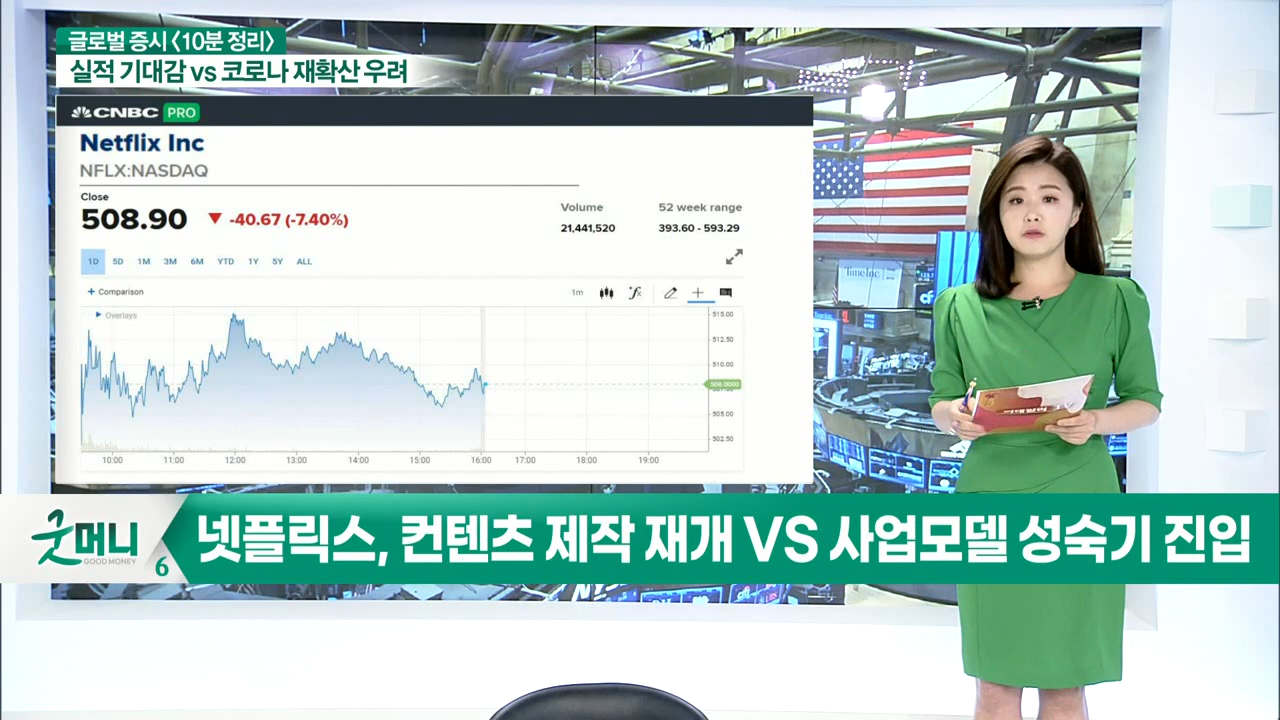 글로벌 증시 <10분 정리>
실적 기대감 vs 코로나 재확산 우려
CNBC PRO
Netflix Inc
NFLX:NASDAQ
Close
508.90 ▼ -40.67 (-7.40%)
Volume 52 week range
21,441,520 393.60 - 593.29
1D 5D 1M 3M 6M YTD 1Y 5Y ALL
+ Comparison 1m fx
Overlays
515.00
512.50
510.00
508.0000
505.00
502.50
10:00 11:00 12:00 13:00 14:00 15:00 16:00 17:00 18:00 19:00
Time Inc.
굿머니
GOOD MONEY
6
넷플릭스, 컨텐츠 제작 재개 VS 사업모델 성숙기 진입